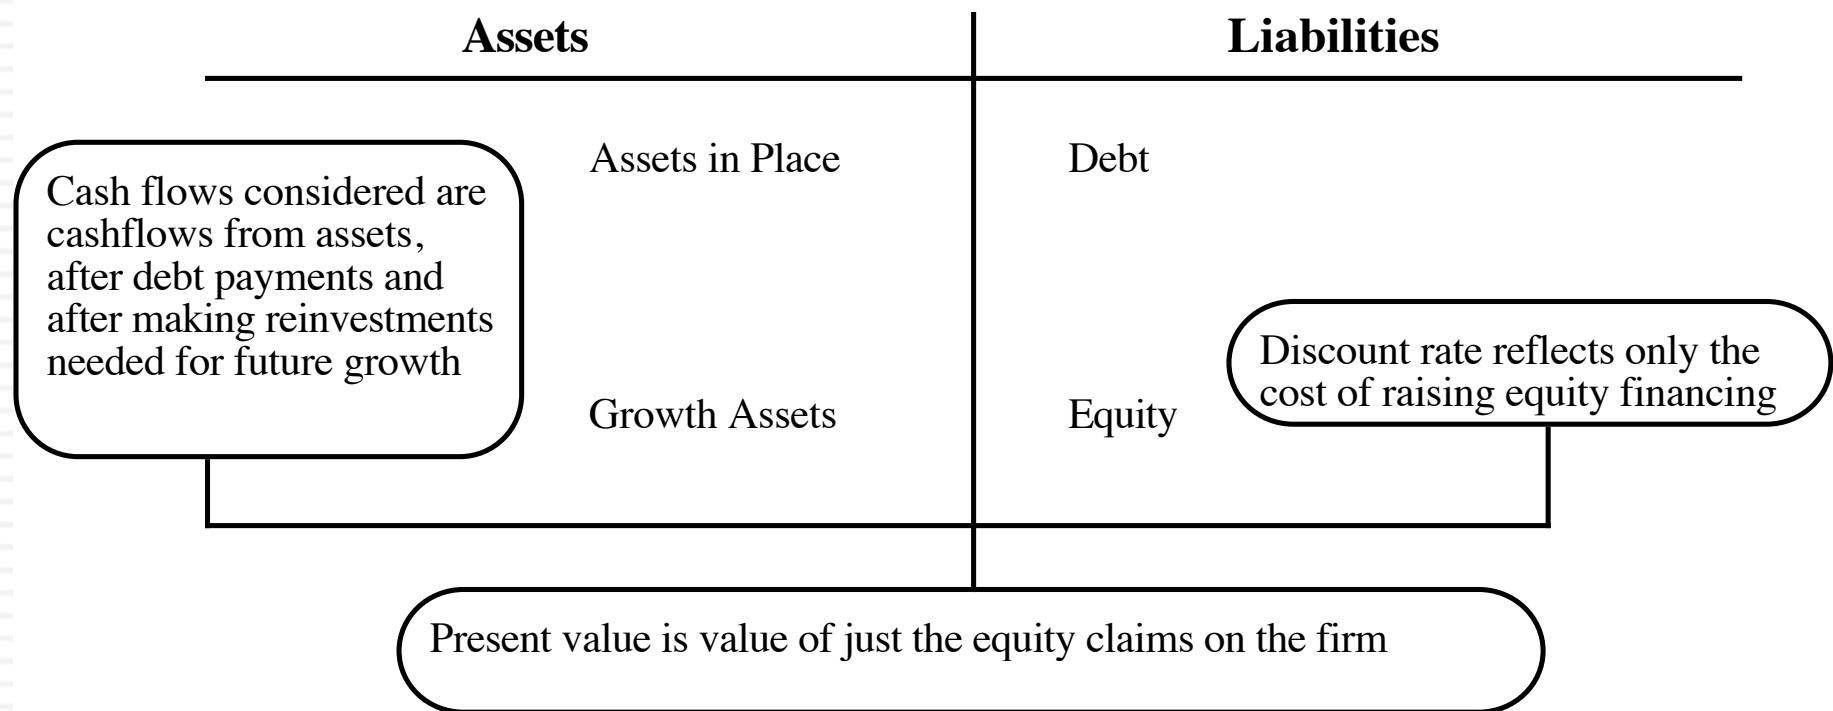 Assets
Liabilities
Assets in Place
Debt
Cash flows considered are
cashflows from assets,
after debt payments and
after making reinvestments
needed for future growth
Growth Assets
Equity
Discount rate reflects only the
cost of raising equity financing
Present value is value of just the equity claims on the firm